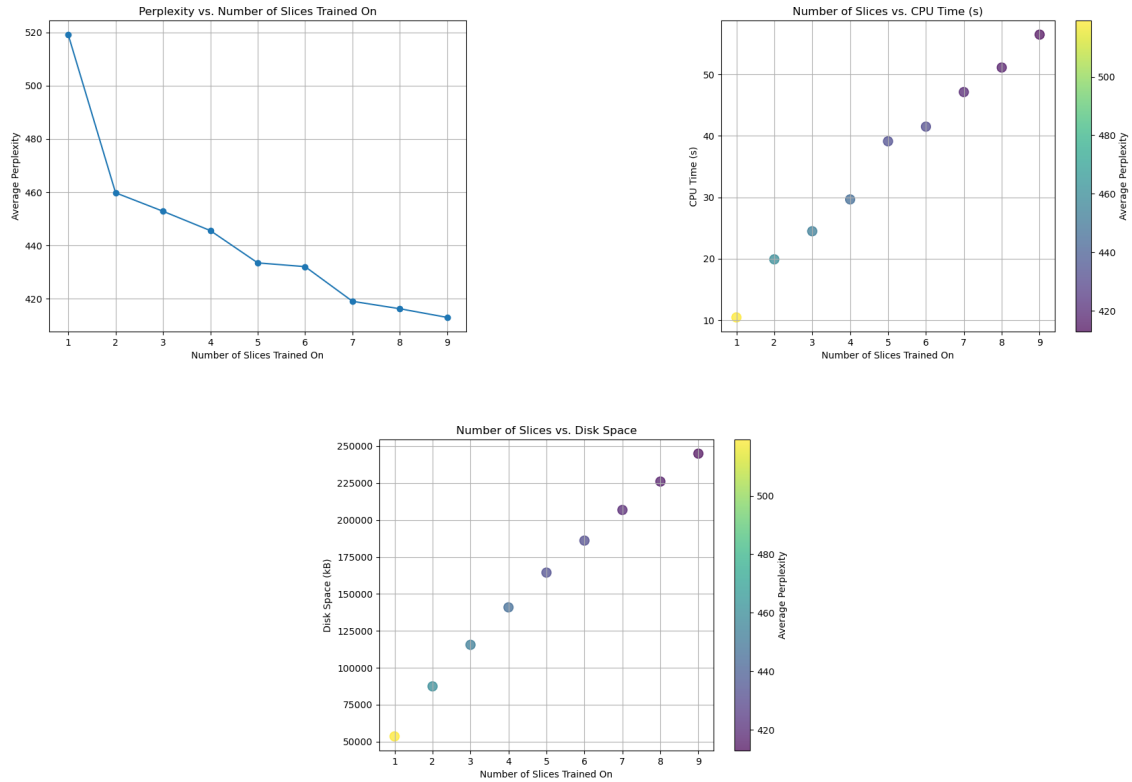 Perplexity vs. Number of Slices Trained On
520
500
480
460
440
420
Average Perplexity
1 2 3 4 5 6 7 8 9
Number of Slices Trained On
Number of Slices vs. CPU Time (s)
50
40
30
20
10
CPU Time (s)
1 2 3 4 5 6 7 8 9
Number of Slices Trained On
500
480
460
440
420
Average Perplexity
Number of Slices vs. Disk Space
250000
225000
200000
175000
150000
125000
100000
75000
50000
Disk Space (kB)
1 2 3 4 5 6 7 8 9
Number of Slices Trained On
500
480
460
440
420
Average Perplexity